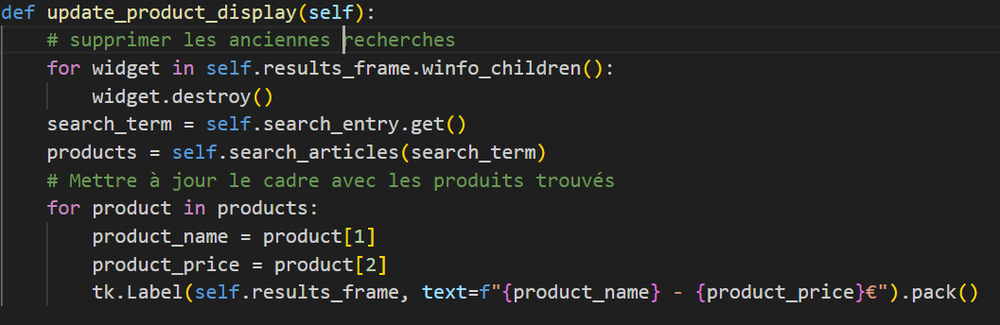 def update_product_display(self):
    # supprimer les anciennes recherches
    for widget in self.results_frame.winfo_children():
        widget.destroy()
    search_term = self.search_entry.get()
    products = self.search_articles(search_term)
    # Mettre à jour le cadre avec les produits trouvés
    for product in products:
        product_name = product[1]
        product_price = product[2]
        tk.Label(self.results_frame, text=f"{product_name} - {product_price}€").pack()